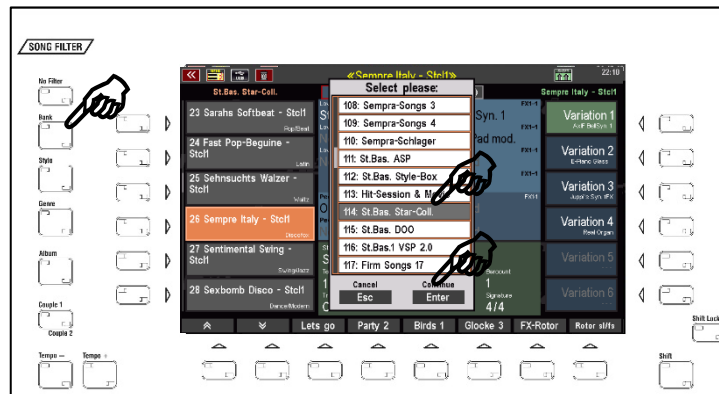 SONG FILTER
No Filter
Bank
Style
Genre
Album
Couple 1
Couple 2
Tempo –
Tempo +
«Sempre Italy - Stcl1»
22:10
St.Bas. Star-Coll.
Sempre Italy - Stcl1
23 Sarahs Softbeat - Stcl1
Pop/Beat
24 Fast Pop-Beguine -
Stcl1
Latin
25 Sehnsuchts Walzer -
Stcl1
Waltz
26 Sempre Italy - Stcl1
Discofox
27 Sentimental Swing -
Stcl1
Swing/Jazz
28 Sexbomb Disco - Stcl1
Dance/Modern
Select please:
108: Sempra-Songs 3
109: Sempra-Songs 4
110: Sempra-Schlager
111: St.Bas. ASP
112: St.Bas. Style-Box
113: Hit-Session &
114: St.Bas. Star-Coll.
115: St.Bas. DOO
116: St.Bas.1 VSP 2.0
117: Firm Songs 17
Cancel
Continue
Esc
Enter
Syn. 1
Pad mod.
FX1-1
FX1-1
FX1-1
Signature
4/4
Variation 1
Variation 2
E-Piano Glass
Variation 3
Variation 4
Real Organ
Variation 5
Variation 6
Lets go
Party 2
Birds 1
Glocke 3
FX-Rotor
Rotor sl/fs
Shift Lock
Shift